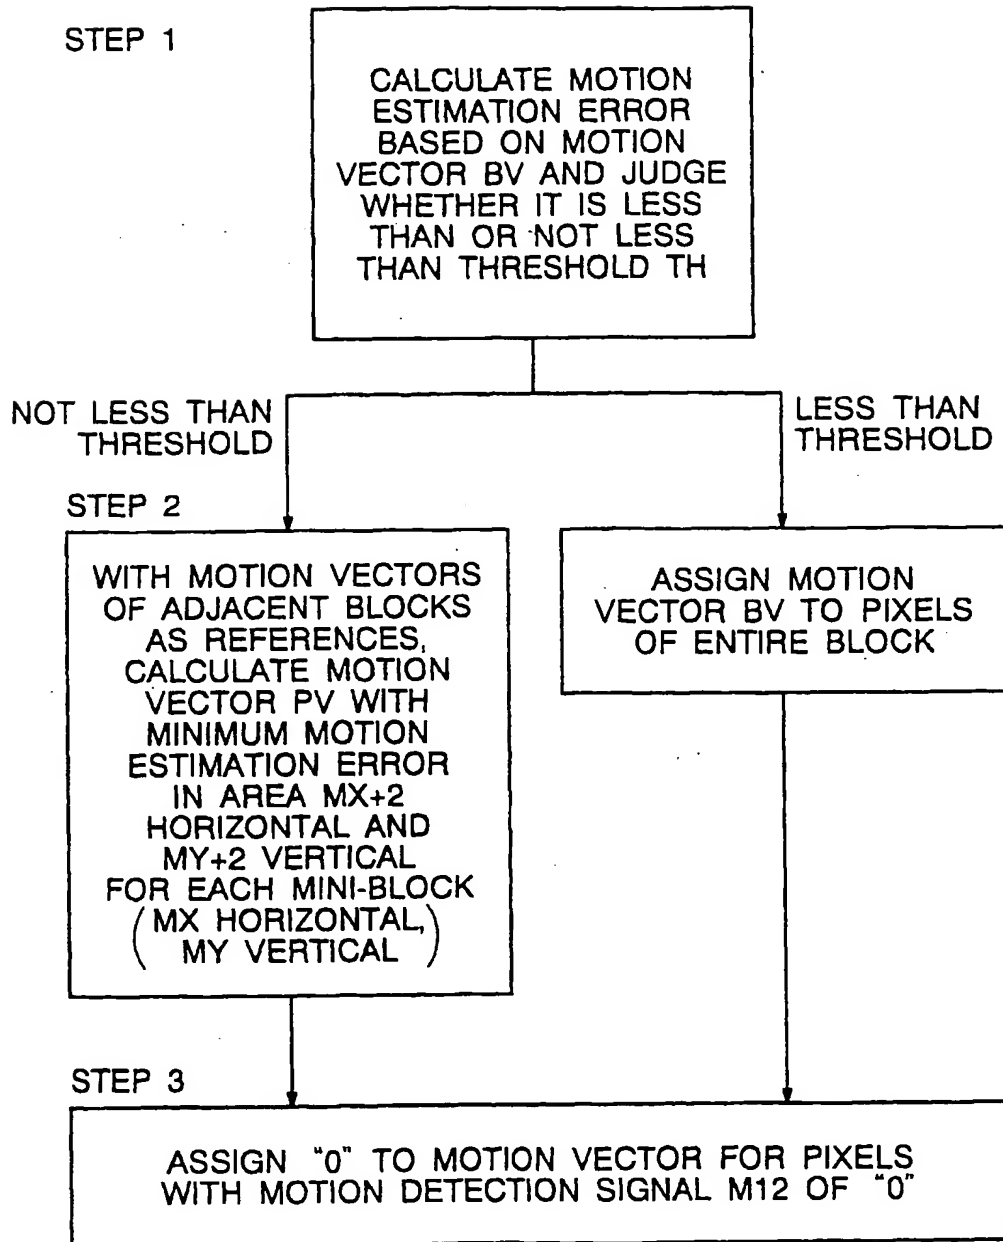 STEP 1
CALCULATE MOTION
ESTIMATION ERROR
BASED ON MOTION
VECTOR BV AND JUDGE
WHETHER IT IS LESS
THAN OR NOT LESS
THAN THRESHOLD TH
NOT LESS THAN
THRESHOLD
LESS THAN
THRESHOLD
STEP 2
WITH MOTION VECTORS
OF ADJACENT BLOCKS
AS REFERENCES,
CALCULATE MOTION
VECTOR PV WITH
MINIMUM MOTION
ESTIMATION ERROR
IN AREA MX+2
HORIZONTAL AND
MY+2 VERTICAL
FOR EACH MINI-BLOCK
(MX HORIZONTAL,
MY VERTICAL)
ASSIGN MOTION
VECTOR BV TO PIXELS
OF ENTIRE BLOCK
STEP 3
ASSIGN "0" TO MOTION VECTOR FOR PIXELS
WITH MOTION DETECTION SIGNAL M12 OF "0"